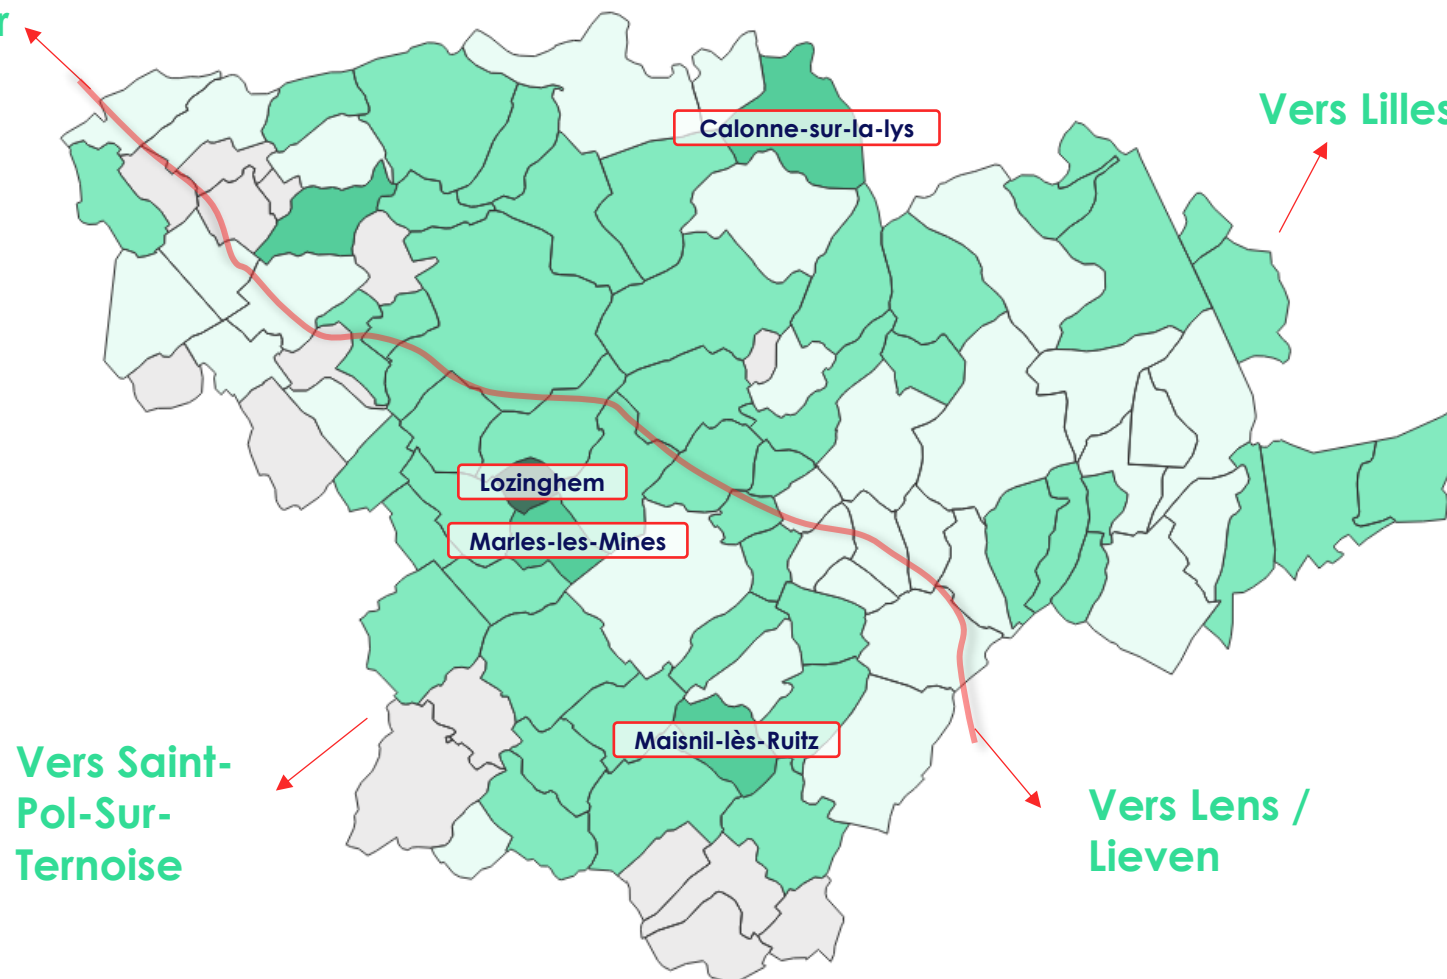 r
Calonne-sur-la-lys
Vers Lilles
Lozinghem
Marles-les-Mines
Maisnil-lès-Ruitz
Vers Saint-
Pol-Sur-
Ternoise
Vers Lens /
Lieven